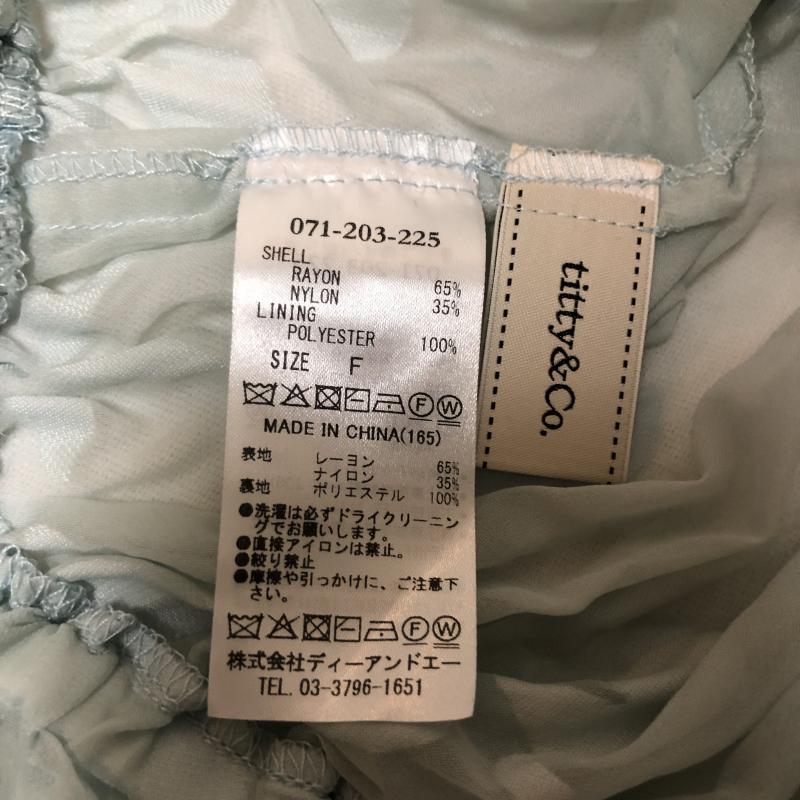 071-203-225
SHELL
RAYON 65%
NYLON 35%
LINING
POLYESTER 100%
SIZE F
F W
MADE IN CHINA(165)
表地 レーヨン 65%
ナイロン 35%
裏地 ポリエステル 100%
●洗濯は必ずドライクリーニン
グでお願いします。
●直接アイロンは禁止。
●絞り禁止
●摩擦や引っかけに、ご注意下
さい。
F W
株式会社ディーアンドエー
TEL. 03-3796-1651
titty&Co.